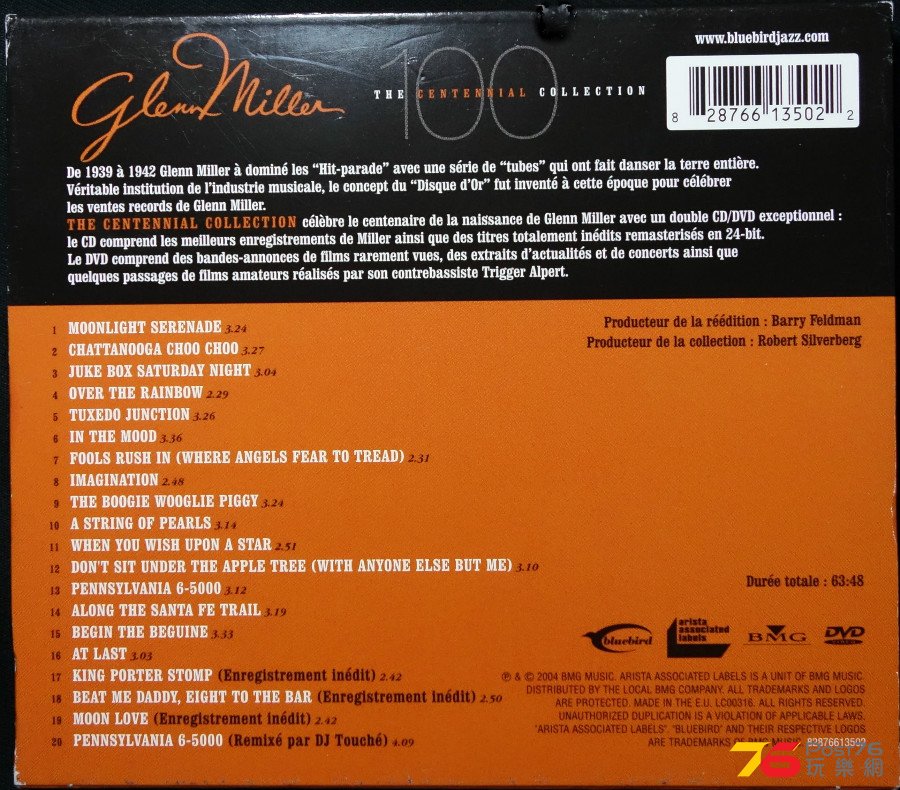 www.bluebirdjazz.com
Glenn Miller
100
THE CENTENNIAL COLLECTION
8 28766 13502 2
De 1939 à 1942 Glenn Miller à dominé les “Hit-parade” avec une série de “tubes” qui ont fait danser la terre entière.
Véritable institution de l’industrie musicale, le concept du “Disque d’Or” fut inventé à cette époque pour célébrer
les ventes records de Glenn Miller.
THE CENTENNIAL COLLECTION célèbre le centenaire de la naissance de Glenn Miller avec un double CD/DVD exceptionnel :
le CD comprend les meilleurs enregistrements de Miller ainsi que des titres totalement inédits remasterisés en 24-bit.
Le DVD comprend des bandes-annonces de films rarement vues, des extraits d’actualités et de concerts ainsi que
quelques passages de films amateurs réalisés par son contrebassiste Trigger Alpert.
Producteur de la réédition : Barry Feldman
Producteur de la collection : Robert Silverberg
1 MOONLIGHT SERENADE 3.24
2 CHATTANOOGA CHOO CHOO 3.27
3 JUKE BOX SATURDAY NIGHT 3.04
4 OVER THE RAINBOW 2.29
5 TUXEDO JUNCTION 3.26
6 IN THE MOOD 3.36
7 FOOLS RUSH IN (WHERE ANGELS FEAR TO TREAD) 2.31
8 IMAGINATION 2.48
9 THE BOOGIE WOOGLIE PIGGY 3.24
10 A STRING OF PEARLS 3.14
11 WHEN YOU WISH UPON A STAR 2.51
12 DON'T SIT UNDER THE APPLE TREE (WITH ANYONE ELSE BUT ME) 3.10
13 PENNSYLVANIA 6-5000 3.12
14 ALONG THE SANTA FE TRAIL 3.19
15 BEGIN THE BEGUINE 3.33
16 AT LAST 3.03
17 KING PORTER STOMP (Enregistrement inédit) 2.42
18 BEAT ME DADDY, EIGHT TO THE BAR (Enregistrement inédit) 2.50
19 MOON LOVE (Enregistrement inédit) 2.42
20 PENNSYLVANIA 6-5000 (Remixé par DJ Touché) 4.09
Durée totale : 63:48
bluebird
arista
associated
labels
BMG
DVD
VIDEO
℗ & © 2004 BMG MUSIC. ARISTA ASSOCIATED LABELS IS A UNIT OF BMG MUSIC.
DISTRIBUTED BY THE LOCAL BMG COMPANY. ALL TRADEMARKS AND LOGOS
ARE PROTECTED. MADE IN THE E.U. LC00316. ALL RIGHTS RESERVED.
UNAUTHORIZED DUPLICATION IS A VIOLATION OF APPLICABLE LAWS.
"ARISTA ASSOCIATED LABELS". "BLUEBIRD" AND THEIR RESPECTIVE LOGOS
ARE TRADEMARKS OF BMG MUSIC. 82876613502
76 Post76
玩樂網